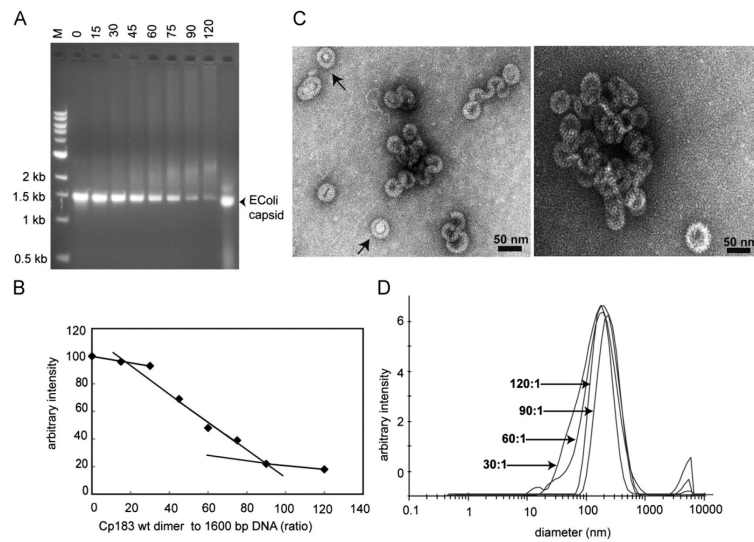 A
M 0 15 30 45 60 75 90 120
2 kb
1.5 kb
1 kb
0.5 kb
EColi
capsid
B
arbitrary intensity
120
100
80
60
40
20
0
0 20 40 60 80 100 120 140
Cp183 wt dimer to 1600 bp DNA (ratio)
C
50 nm
50 nm
D
arbitrary intensity
6
4
2
0
120:1
90:1
60:1
30:1
0.1 1 10 100 1000 10000
diameter (nm)